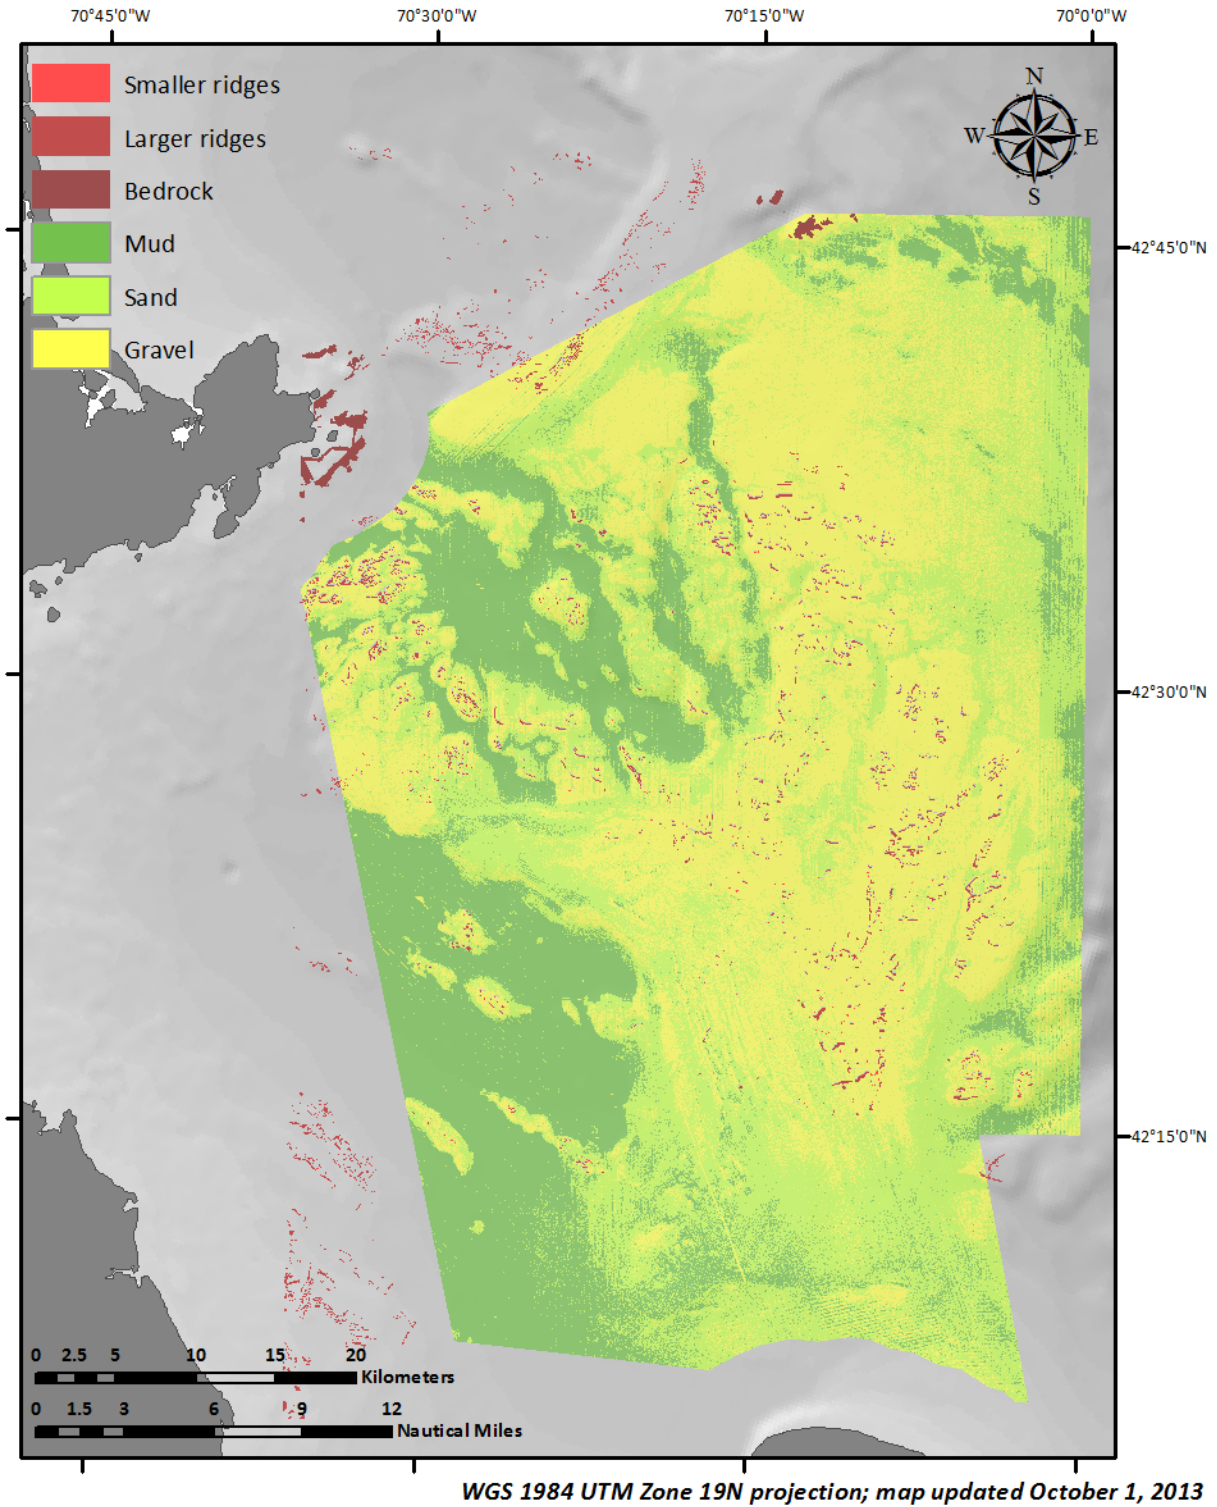 70°45'0"W 70°30'0"W 70°15'0"W 70°0'0"W
Smaller ridges
Larger ridges
Bedrock
Mud
Sand
Gravel
N
W E
S
42°45'0"N
42°30'0"N
42°15'0"N
0 2.5 5 10 15 20
Kilometers
0 1.5 3 6 9 12
Nautical Miles
WGS 1984 UTM Zone 19N projection; map updated October 1, 2013